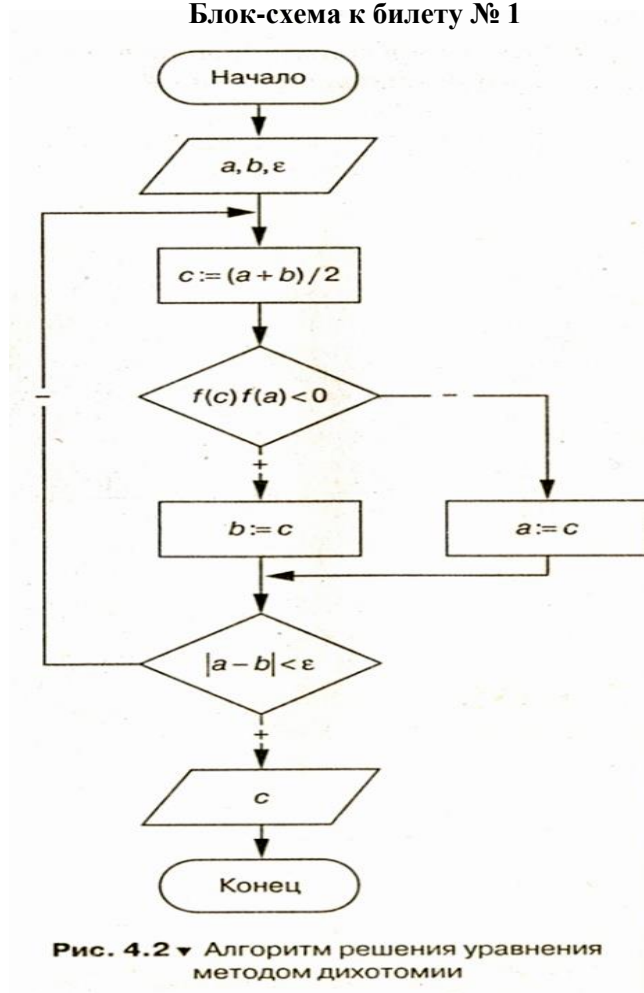 Блок-схема к билету № 1
Начало
a, b, ε
c := (a + b) / 2
f(c) f(a) < 0
–
–
+
b := c
a := c
|a – b| < ε
+
c
Конец
Рис. 4.2 ▾ Алгоритм решения уравнения
методом дихотомии